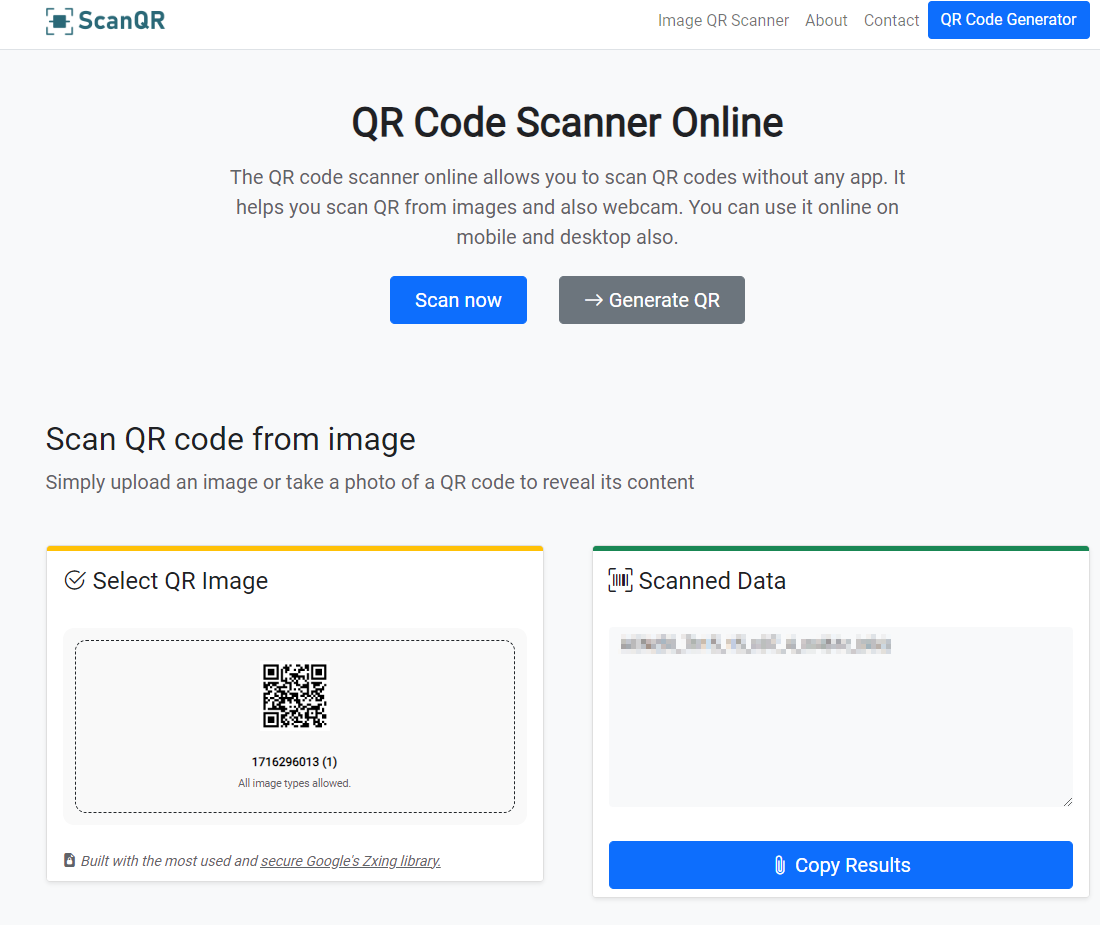 ScanQR
Image QR Scanner About Contact QR Code Generator
QR Code Scanner Online
The QR code scanner online allows you to scan QR codes without any app. It
helps you scan QR from images and also webcam. You can use it online on
mobile and desktop also.
Scan now → Generate QR
Scan QR code from image
Simply upload an image or take a photo of a QR code to reveal its content
Select QR Image
1716296013 (1)
All image types allowed.
Built with the most used and secure Google's Zxing library.
Scanned Data
Copy Results